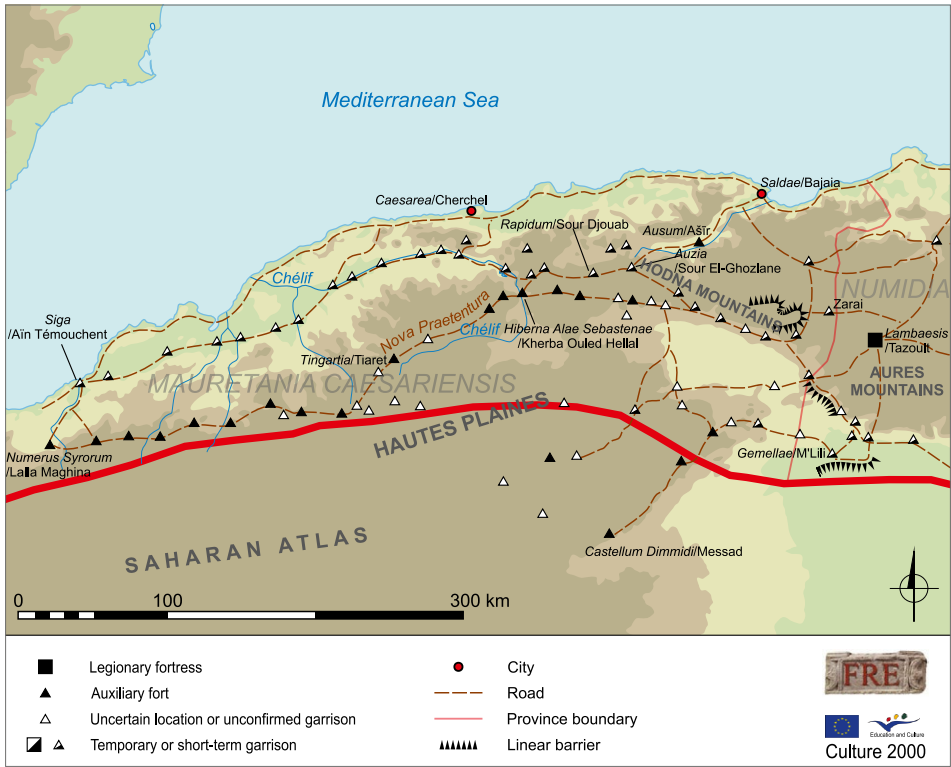 Mediterranean Sea
Saldae/Bajaia
Caesarea/Cherchel
Rapidum/Sour Djouab
Ausum/Ašīr
Auzia
/Sour El-Ghozlane
HODNA MOUNTAINS
NUMIDIA
Chélif
Nova Praetentura
Zarai
Siga
/Aïn Témouchent
Chélif
Hiberna Alae Sebastenae
/Kherba Ouled Hellal
Lambaesis
/Tazoult
Tingartia/Tiaret
MAURETANIA CAESARIENSIS
AURES
MOUNTAINS
HAUTES PLAINES
Numerus Syrorum
/Lalla Maghina
Gemellae/M'Lili
SAHARAN ATLAS
Castellum Dimmidi/Messad
0 100 300 km
Legionary fortress
Auxiliary fort
Uncertain location or unconfirmed garrison
Temporary or short-term garrison
City
Road
Province boundary
Linear barrier
FRE
Education and Culture
Culture 2000